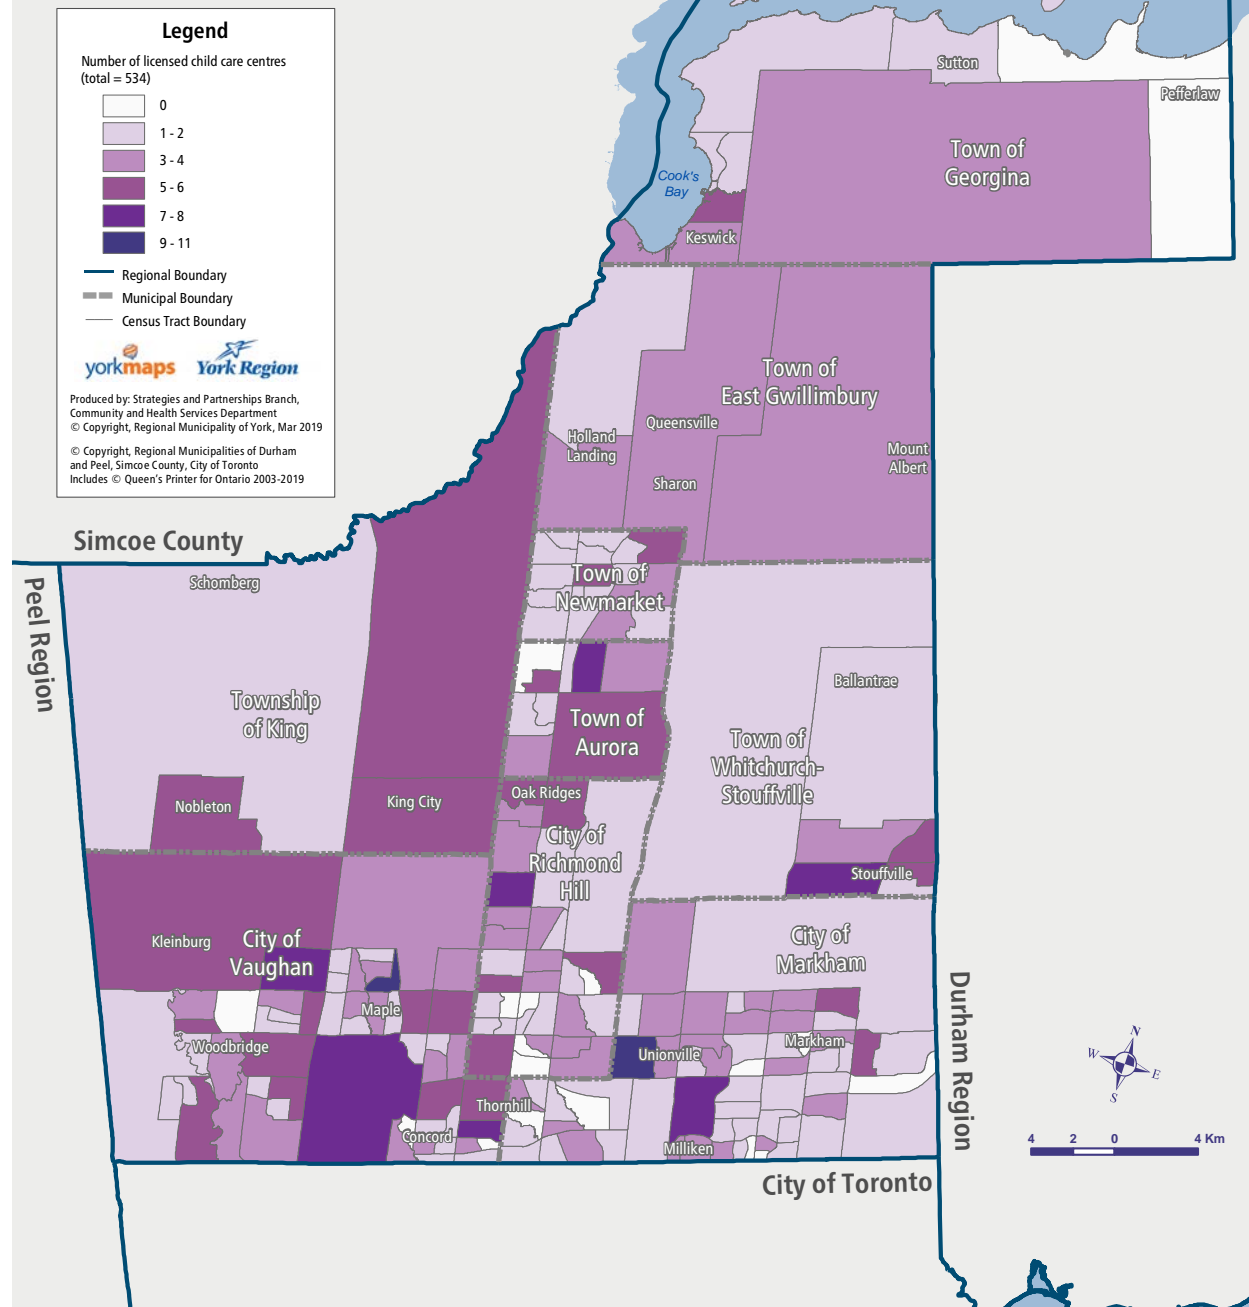 Legend
Number of licensed child care centres
(total = 534)
0
1 - 2
3 - 4
5 - 6
7 - 8
9 - 11
Regional Boundary
Municipal Boundary
Census Tract Boundary
yorkmaps
York Region
Produced by: Strategies and Partnerships Branch,
Community and Health Services Department
© Copyright, Regional Municipality of York, Mar 2019
© Copyright, Regional Municipalities of Durham
and Peel, Simcoe County, City of Toronto
Includes © Queen's Printer for Ontario 2003-2019
Sutton
Pefferlaw
Town of
Georgina
Cook's
Bay
Keswick
Town of
East Gwillimbury
Queensville
Holland
Landing
Mount
Albert
Sharon
Simcoe County
Peel Region
Schomberg
Town of
Newmarket
Township
of King
Ballantrae
Town of
Aurora
Town of
Whitchurch-
Stouffville
Nobleton
King City
Oak Ridges
City of
Richmond
Hill
Stouffville
Kleinburg
City of
Vaughan
City of
Markham
Maple
Woodbridge
Unionville
Markham
Durham Region
Thornhill
Concord
Milliken
City of Toronto
N
W
E
S
4
2
0
4 Km